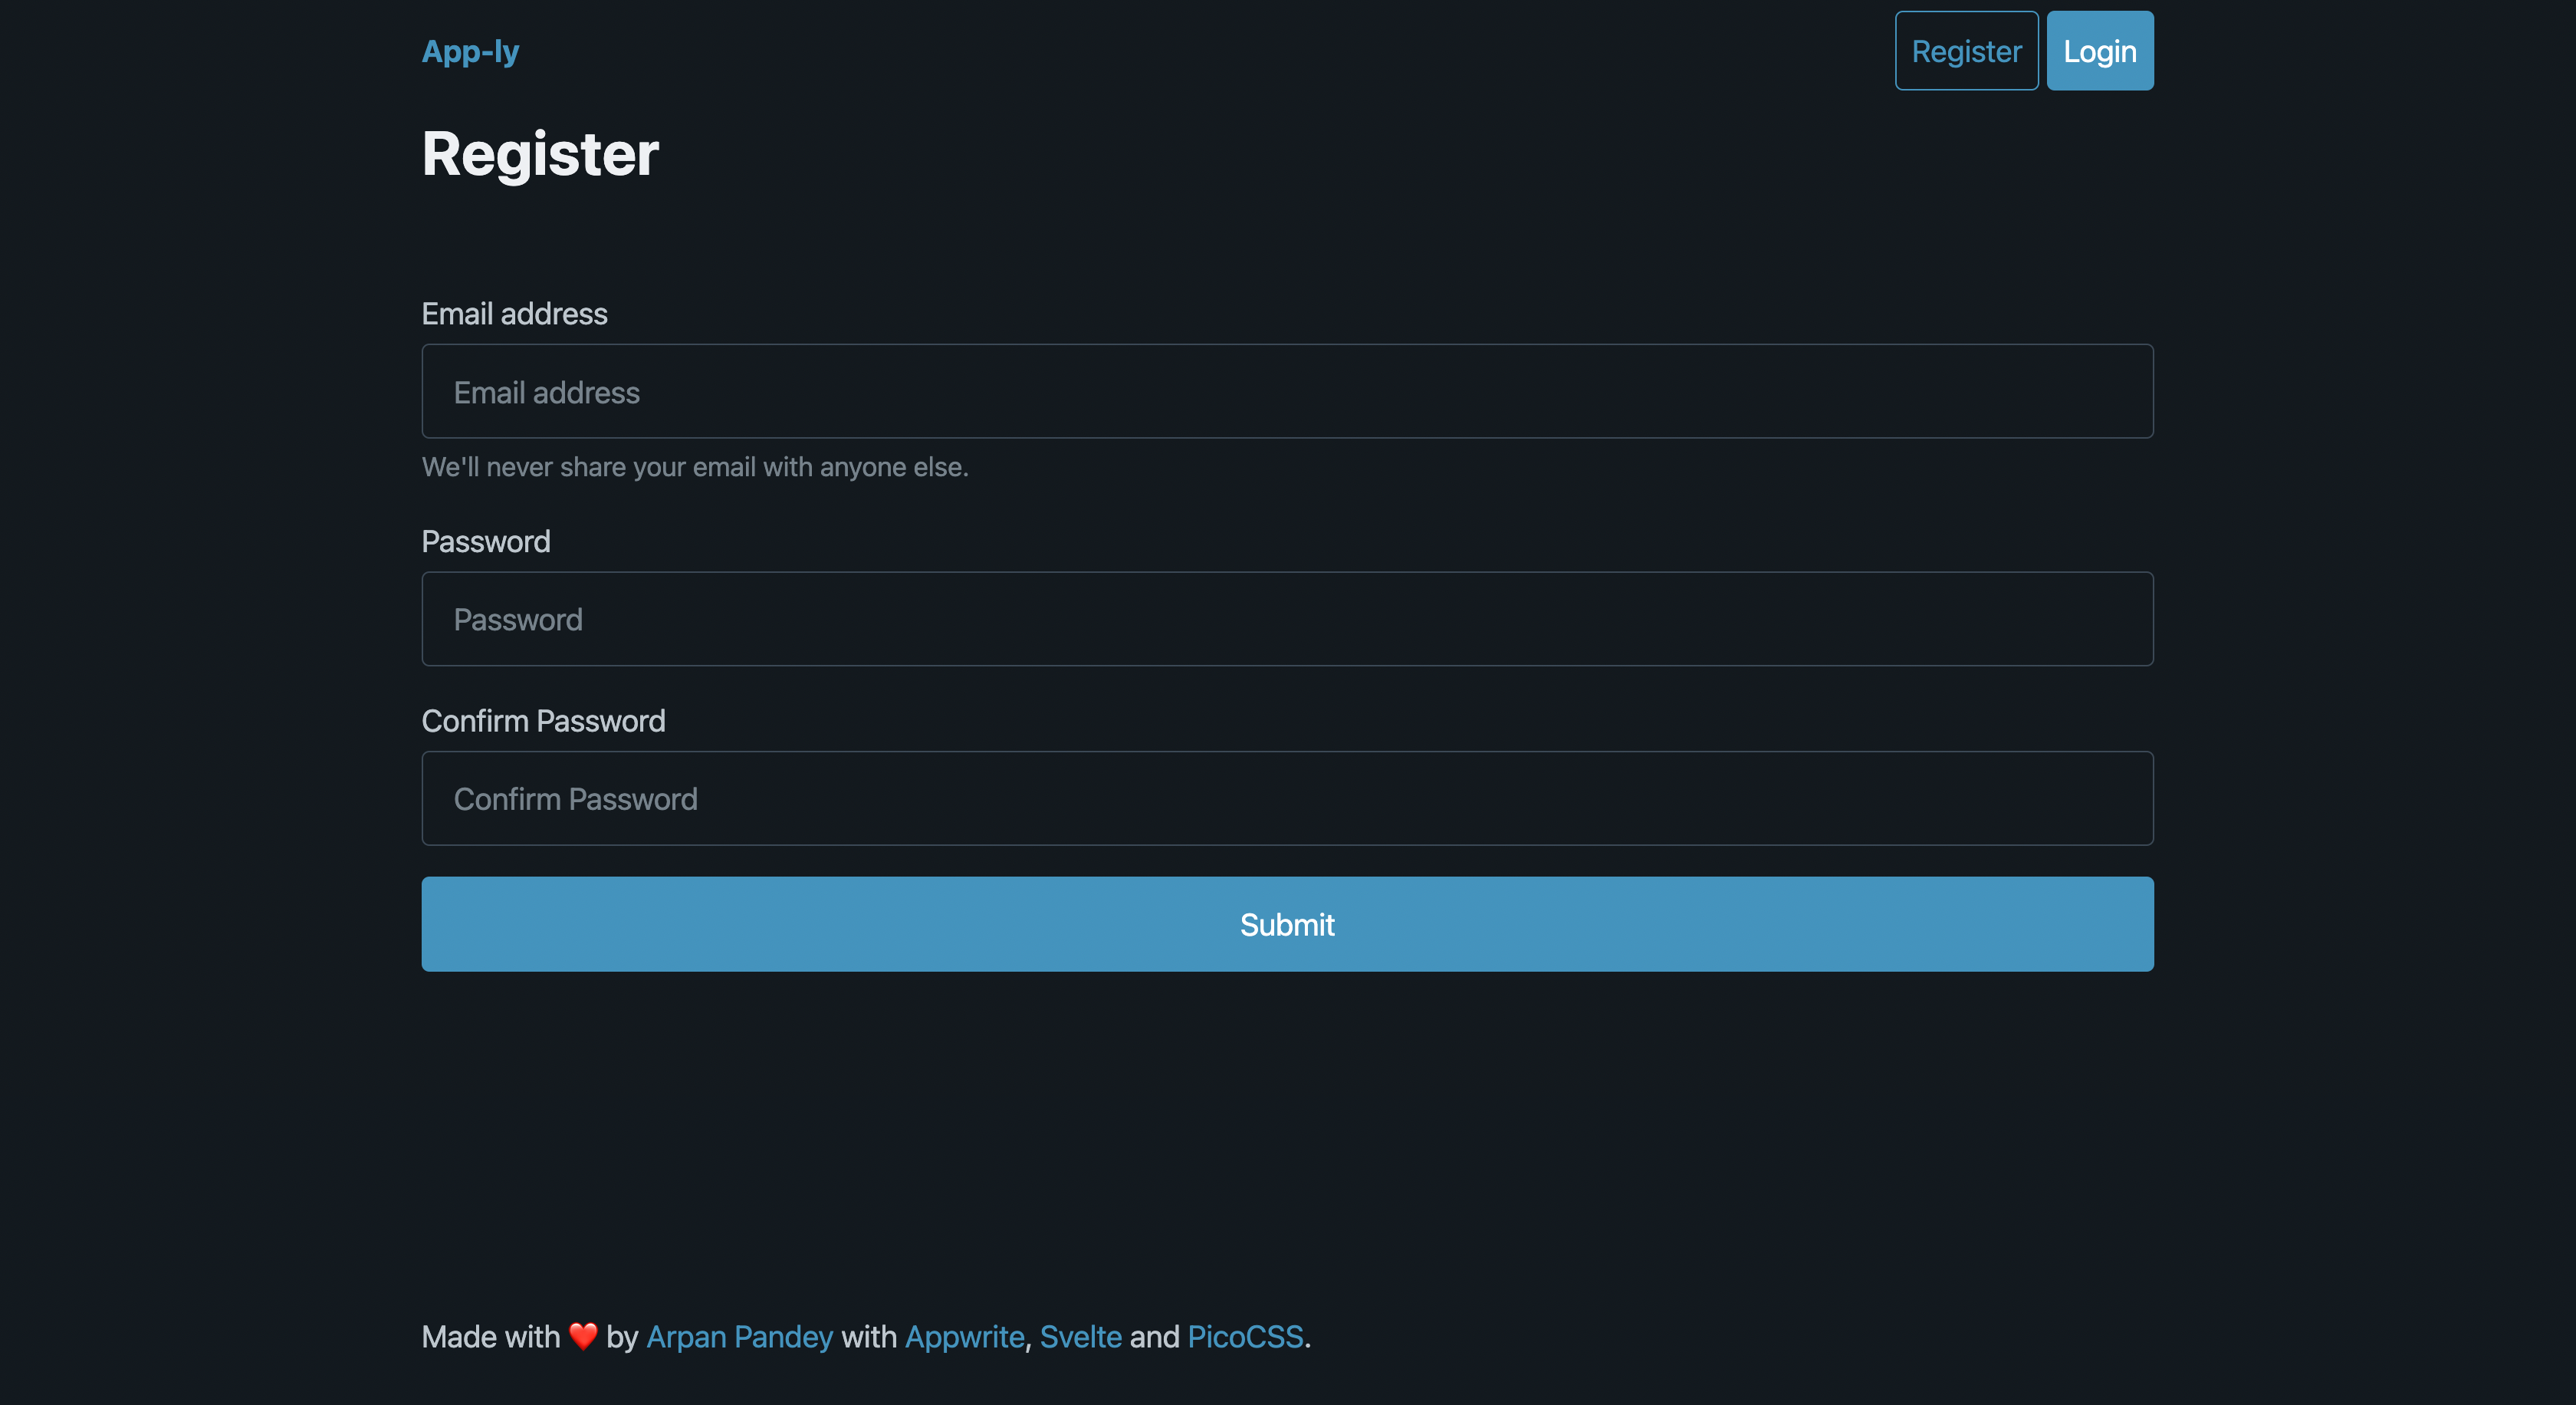 App-ly Register Login
Register
Email address
Email address
We'll never share your email with anyone else.
Password
Password
Confirm Password
Confirm Password
Submit
Made with ❤️ by Arpan Pandey with Appwrite, Svelte and PicoCSS.